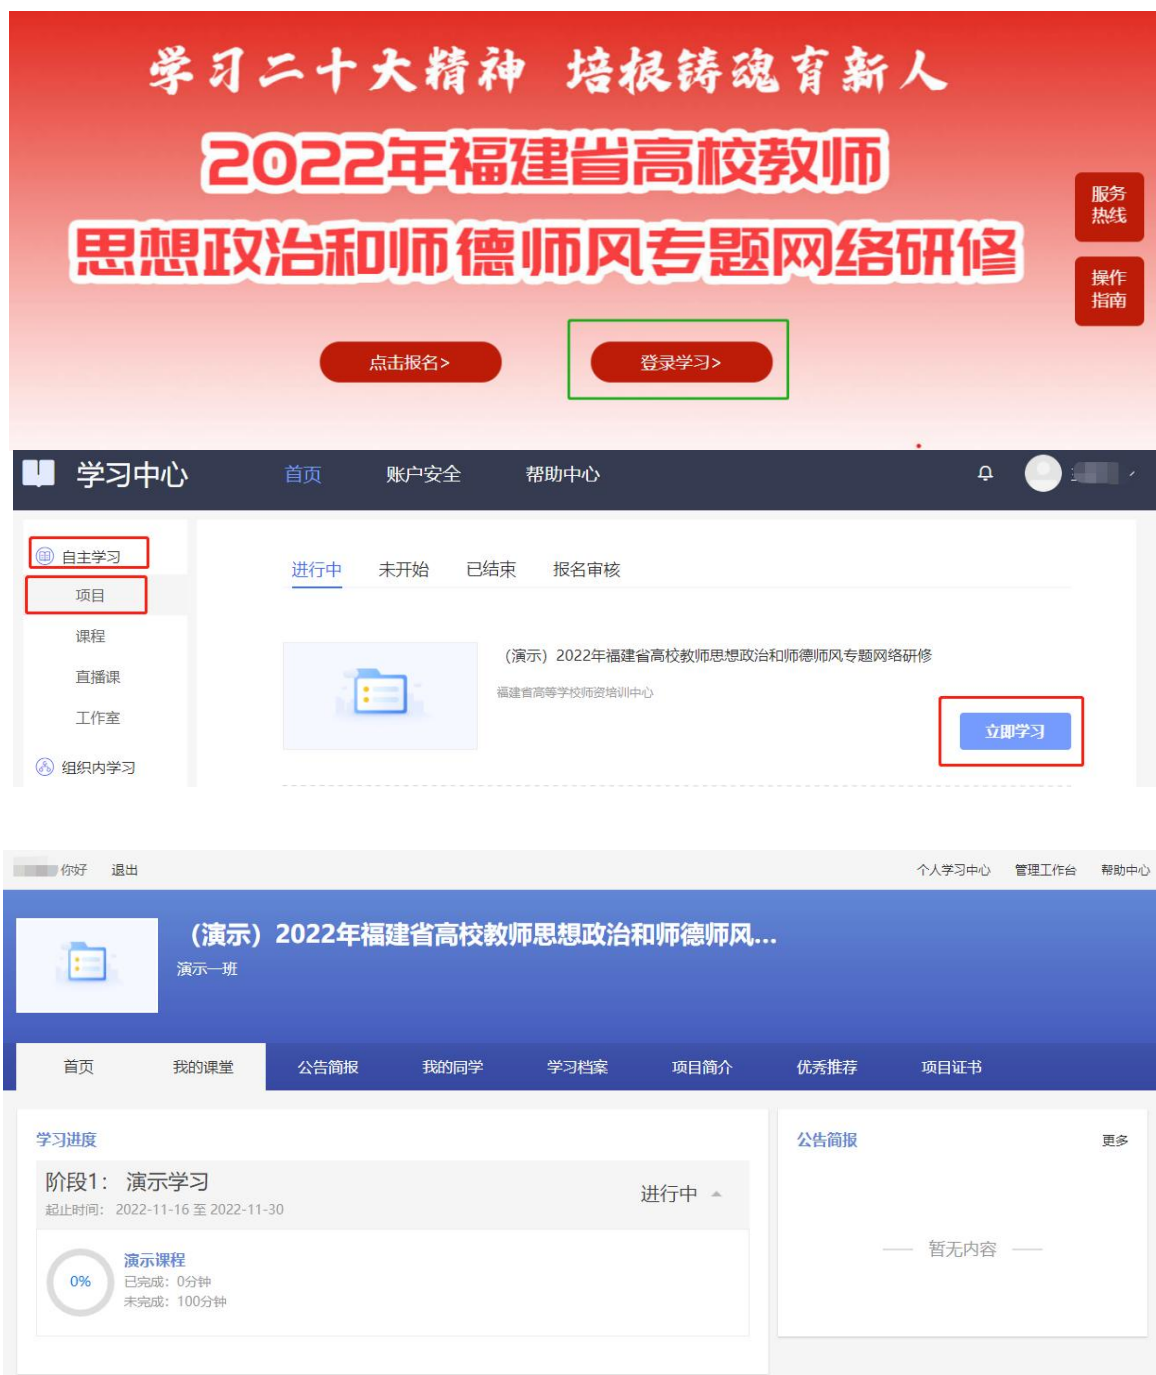 学习二十大精神 培根铸魂育新人
2022年福建省高校教师
思想政治和师德师风专题网络研修
服务
热线
操作
指南
点击报名>
登录学习>
学习中心 首页 账户安全 帮助中心
自主学习
项目
课程
直播课
工作室
组织内学习
进行中 未开始 已结束 报名审核
（演示）2022年福建省高校教师思想政治和师德师风专题网络研修
福建省高等学校师资培训中心
立即学习
你好 退出 个人学习中心 管理工作台 帮助中心
（演示）2022年福建省高校教师思想政治和师德师风...
演示一班
首页 我的课堂 公告简报 我的同学 学习档案 项目简介 优秀推荐 项目证书
学习进度
阶段1： 演示学习
起止时间： 2022-11-16 至 2022-11-30
进行中
0%
演示课程
已完成：0分钟
未完成：100分钟
公告简报 更多
暂无内容